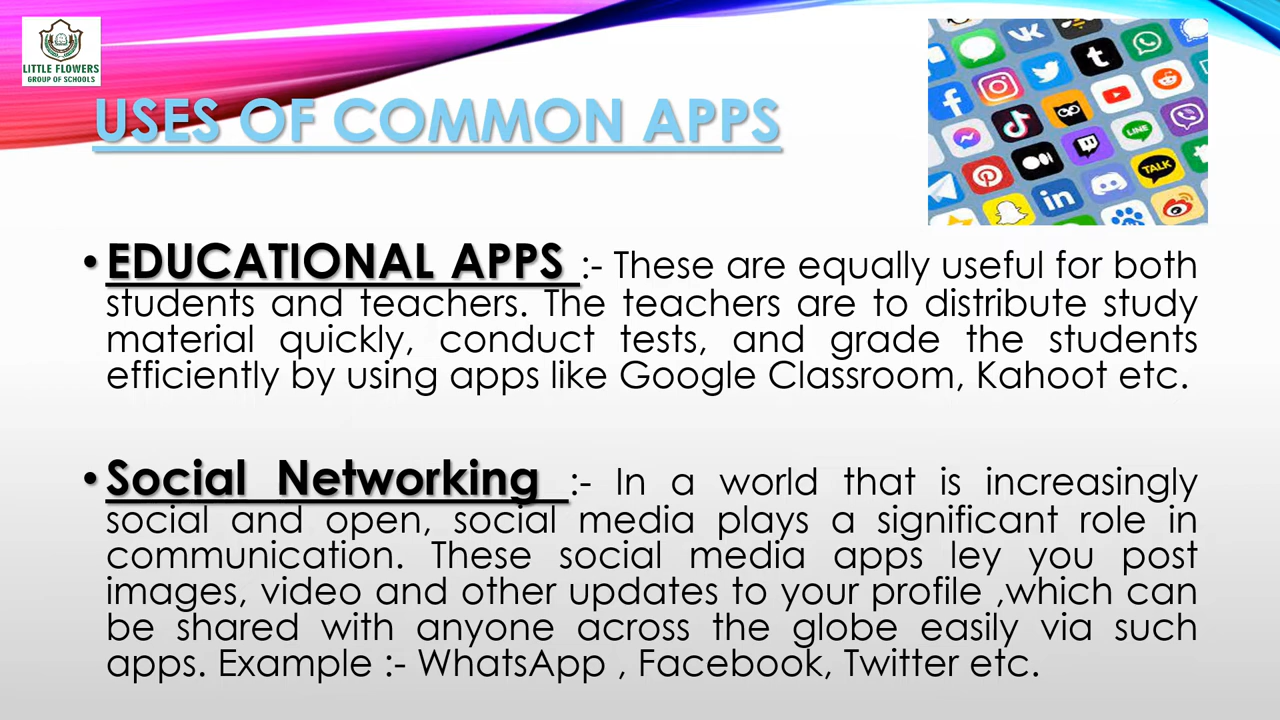 LITTLE FLOWERS
GROUP OF SCHOOLS
USES OF COMMON APPS
• EDUCATIONAL APPS :- These are equally useful for both
students and teachers. The teachers are to distribute study
material quickly, conduct tests, and grade the students
efficiently by using apps like Google Classroom, Kahoot etc.
• Social Networking :- In a world that is increasingly
social and open, social media plays a significant role in
communication. These social media apps ley you post
images, video and other updates to your profile ,which can
be shared with anyone across the globe easily via such
apps. Example :- WhatsApp , Facebook, Twitter etc.
LINE
TALK
in